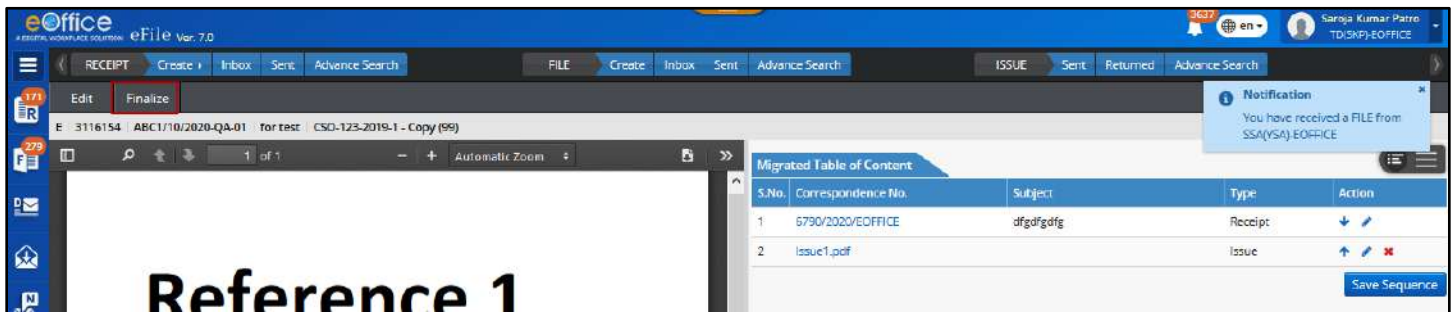 3637
eOffice eFile Ver. 7.0
A DIGITAL WORKPLACE SOLUTION
en
Saroja Kumar Patro
TD(SKP)-EOFFICE
RECEIPT Create Inbox Sent Advance Search FILE Create Inbox Sent Advance Search ISSUE Sent Returned Advance Search
171
R
Edit Finalize
Notification
You have received a FILE from
SSA(YSA)-EOFFICE
E 3116154 ABC1/10/2020-QA-01 for test CSD-123-2019-1 - Copy (99)
279
F
1 of 1 − + Automatic Zoom
Migrated Table of Content
S.No. Correspondence No. Subject Type Action
1 6790/2020/EOFFICE dfgdfgdfg Receipt
2 Issue1.pdf Issue
Save Sequence
D
N
Reference 1